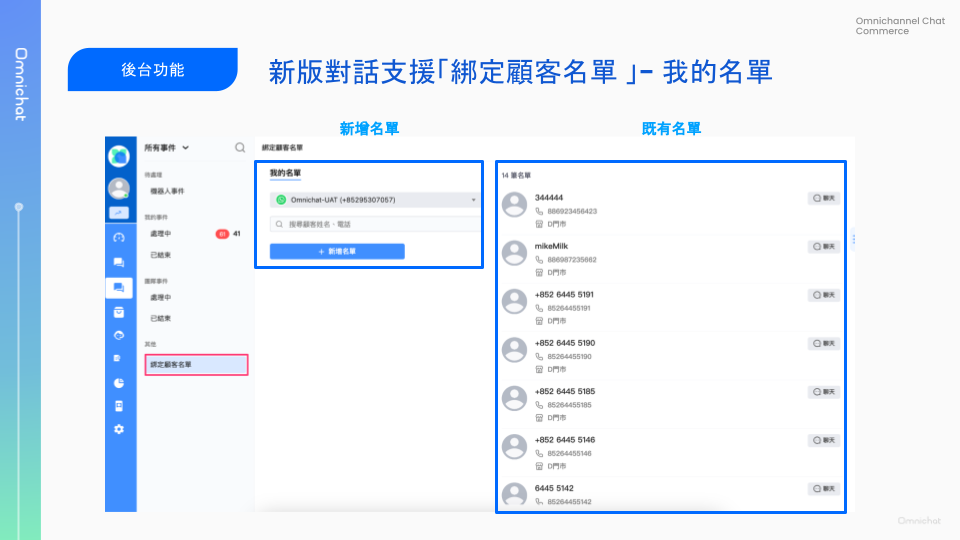 Omnichat
Omnichannel Chat
Commerce
後台功能
新版對話支援「綁定顧客名單 」- 我的名單
新增名單
既有名單
所有事件
待處理
機器人事件
我的事件
處理中 61 41
已結束
團隊事件
處理中
已結束
其他
綁定顧客名單
綁定顧客名單
我的名單
Omnichat-UAT (+85295307057)
搜尋顧客姓名、電話
+ 新增名單
14 筆名單
344444
886923456423
D門市
聊天
mikeMilk
886987235662
D門市
聊天
+852 6445 5191
85264455191
D門市
聊天
+852 6445 5190
85264455190
D門市
聊天
+852 6445 5185
85264455185
D門市
聊天
+852 6445 5146
85264455146
D門市
聊天
6445 5142
85264455142
聊天
Omnichat